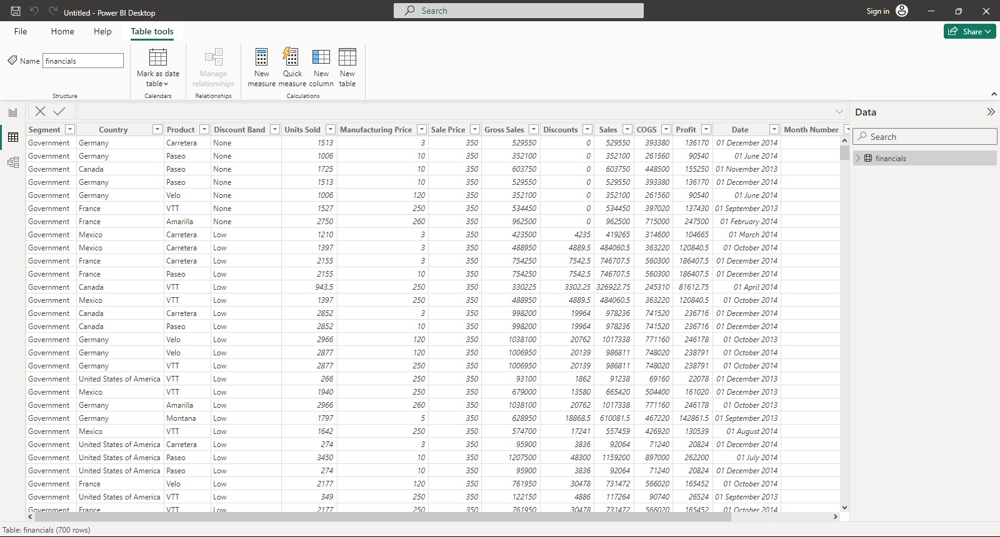 Untitled - Power BI Desktop
Search
Sign in
File Home Help Table tools
Share
Name financials
Mark as date table
Manage relationships
New measure
Quick measure
New column
New table
Structure Calendars Relationships Calculations
Data
Search
financials
Segment Country Product Discount Band Units Sold Manufacturing Price Sale Price Gross Sales Discounts Sales COGS Profit Date Month Number
Government Germany Carretera None 1513 3 350 529550 0 529550 393380 136170 01 December 2014
Government Germany Paseo None 1006 10 350 352100 0 352100 261560 90540 01 June 2014
Government Canada Paseo None 1725 10 350 603750 0 603750 448500 155250 01 November 2013
Government Germany Paseo None 1513 10 350 529550 0 529550 393380 136170 01 December 2014
Government Germany Velo None 1006 120 350 352100 0 352100 261560 90540 01 June 2014
Government France VTT None 1527 250 350 534450 0 534450 397020 137430 01 September 2013
Government France Amarilla None 2750 260 350 962500 0 962500 715000 247500 01 February 2014
Government Mexico Carretera Low 1210 3 350 423500 4235 419265 314600 104665 01 March 2014
Government Mexico Carretera Low 1397 3 350 488950 4889.5 484060.5 363220 120840.5 01 October 2014
Government France Carretera Low 2155 3 350 754250 7542.5 746707.5 560300 186407.5 01 December 2014
Government France Paseo Low 2155 10 350 754250 7542.5 746707.5 560300 186407.5 01 December 2014
Government Canada VTT Low 943.5 250 350 330225 3302.25 326922.75 245310 81612.75 01 April 2014
Government Mexico VTT Low 1397 250 350 488950 4889.5 484060.5 363220 120840.5 01 October 2014
Government Canada Carretera Low 2852 3 350 998200 19964 978236 741520 236716 01 December 2014
Government Canada Paseo Low 2852 10 350 998200 19964 978236 741520 236716 01 December 2014
Government Germany Velo Low 2966 120 350 1038100 20762 1017338 771160 246178 01 October 2013
Government Germany Velo Low 2877 120 350 1006950 20139 986811 748020 238791 01 October 2014
Government Germany VTT Low 2877 250 350 1006950 20139 986811 748020 238791 01 October 2014
Government United States of America VTT Low 266 250 350 93100 1862 91238 69160 22078 01 December 2013
Government Mexico VTT Low 1940 250 350 679000 13580 665420 504400 161020 01 December 2013
Government Germany Amarilla Low 2966 260 350 1038100 20762 1017338 771160 246178 01 October 2013
Government Germany Montana Low 1797 5 350 628950 18868.5 610081.5 467220 142861.5 01 September 2013
Government Mexico VTT Low 1642 250 350 574700 17241 557459 426920 130539 01 August 2014
Government United States of America Carretera Low 274 3 350 95900 3836 92064 71240 20824 01 December 2014
Government United States of America Paseo Low 3450 10 350 1207500 48300 1159200 897000 262200 01 July 2014
Government United States of America Paseo Low 274 10 350 95900 3836 92064 71240 20824 01 December 2014
Government France Velo Low 2177 120 350 761950 30478 731472 566020 165452 01 October 2014
Government United States of America VTT Low 349 250 350 122150 4886 117264 90740 26524 01 September 2013
Government France VTT Low 2177 250 350 761950 30478 731472 566020 165452 01 October 2014
Table: financials (700 rows)